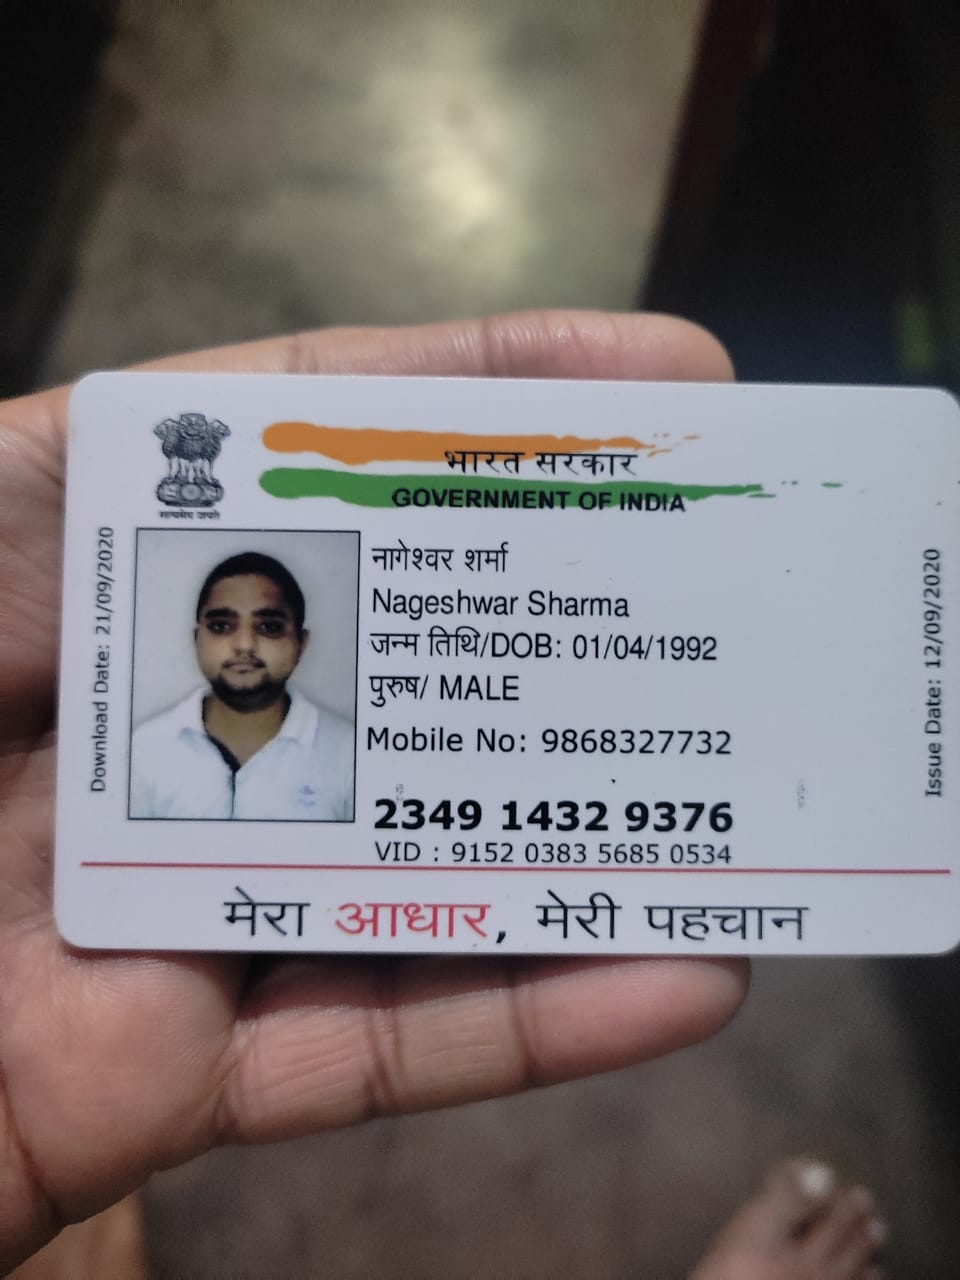 सत्यमेव जयते
भारत सरकार
GOVERNMENT OF INDIA
Download Date: 21/09/2020
नागेश्वर शर्मा
Nageshwar Sharma
जन्म तिथि/DOB: 01/04/1992
पुरुष/ MALE
Mobile No: 9868327732
2349 1432 9376
VID : 9152 0383 5685 0534
Issue Date: 12/09/2020
मेरा आधार, मेरी पहचान